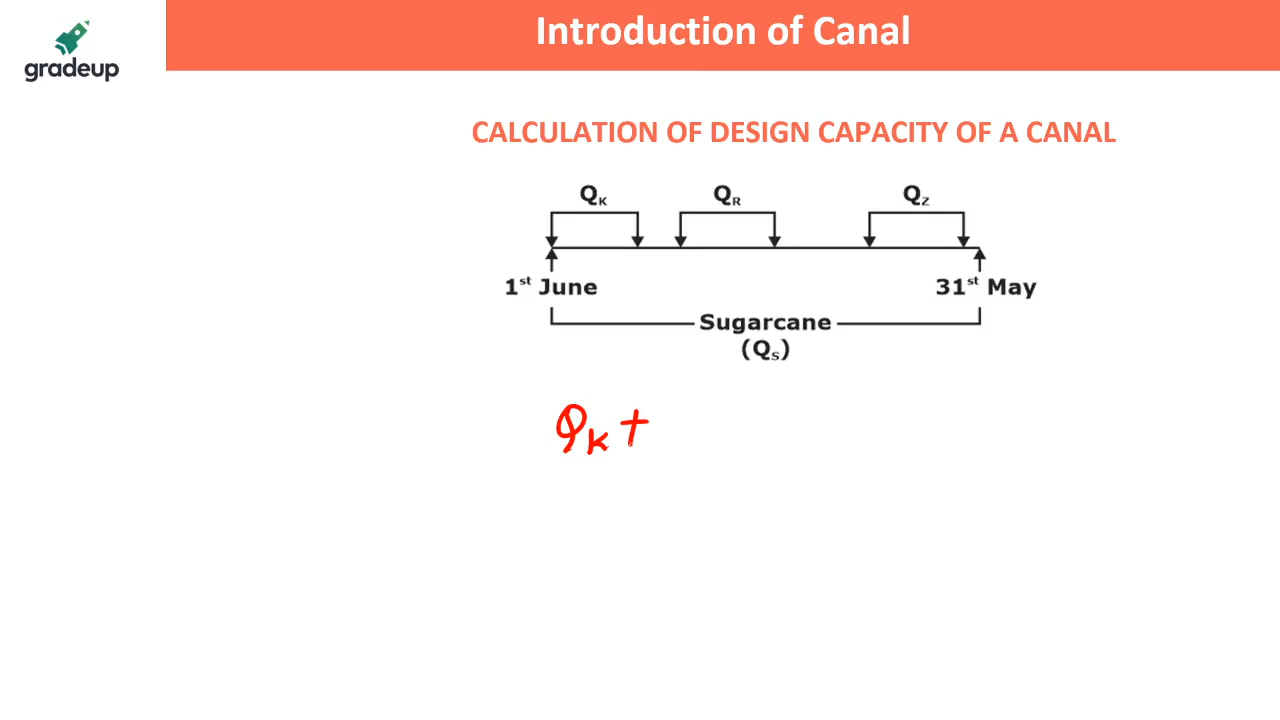 Introduction of Canal
gradeup
CALCULATION OF DESIGN CAPACITY OF A CANAL
QK QR QZ
1st June 31st May
Sugarcane
(Qs)
QK +